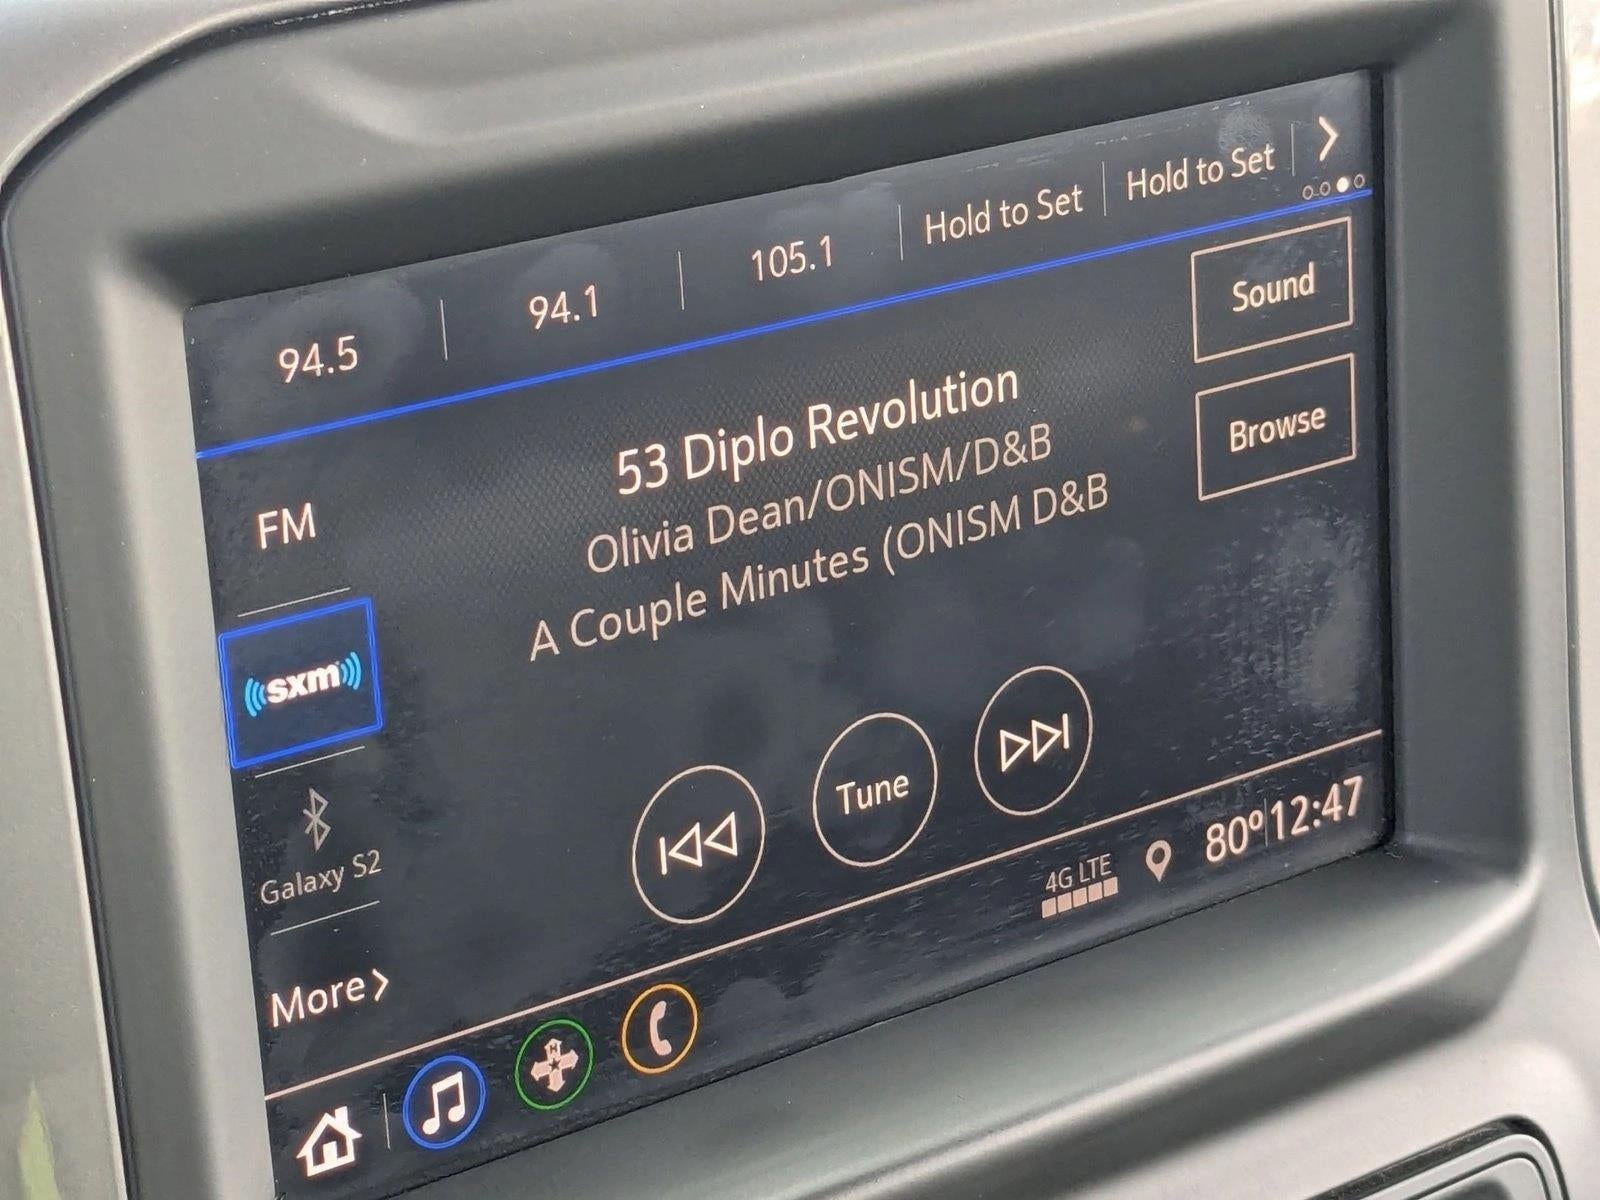 94.5
94.1
105.1
Hold to Set
Hold to Set
Sound
Browse
53 Diplo Revolution
Olivia Dean/ONISM/D&B
A Couple Minutes (ONISM D&B
FM
sxm
Galaxy S2
More
Tune
4G LTE
80°
12:47
N